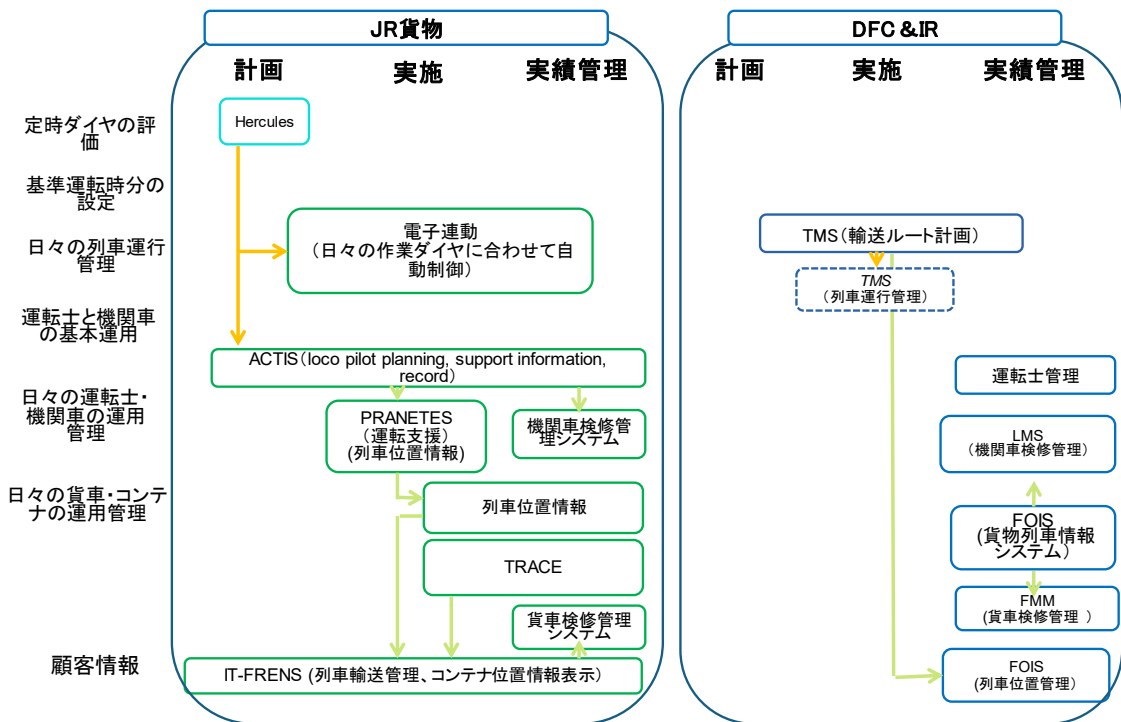 JR貨物
計画
実施
実績管理
DFC &IR
計画
実施
実績管理
定時ダイヤの評
価
基準運転時分の
設定
日々の列車運行
管理
運転士と機関車
の基本運用
日々の運転士・
機関車の運用
管理
日々の貨車・コンテ
ナの運用管理
顧客情報
Hercules
電子連動
(日々の作業ダイヤに合わせて自
動制御)
ACTIS(loco pilot planning, support information,
record)
PRANETES
(運転支援)
(列車位置情報)
機関車検修管
理システム
列車位置情報
TRACE
貨車検修管理
システム
IT-FRENS (列車輸送管理、コンテナ位置情報表示)
TMS(輸送ルート計画)
TMS
(列車運行管理)
運転士管理
LMS
(機関車検修管理)
FOIS
(貨物列車情報
システム)
FMM
(貨車検修管理 )
FOIS
(列車位置管理)